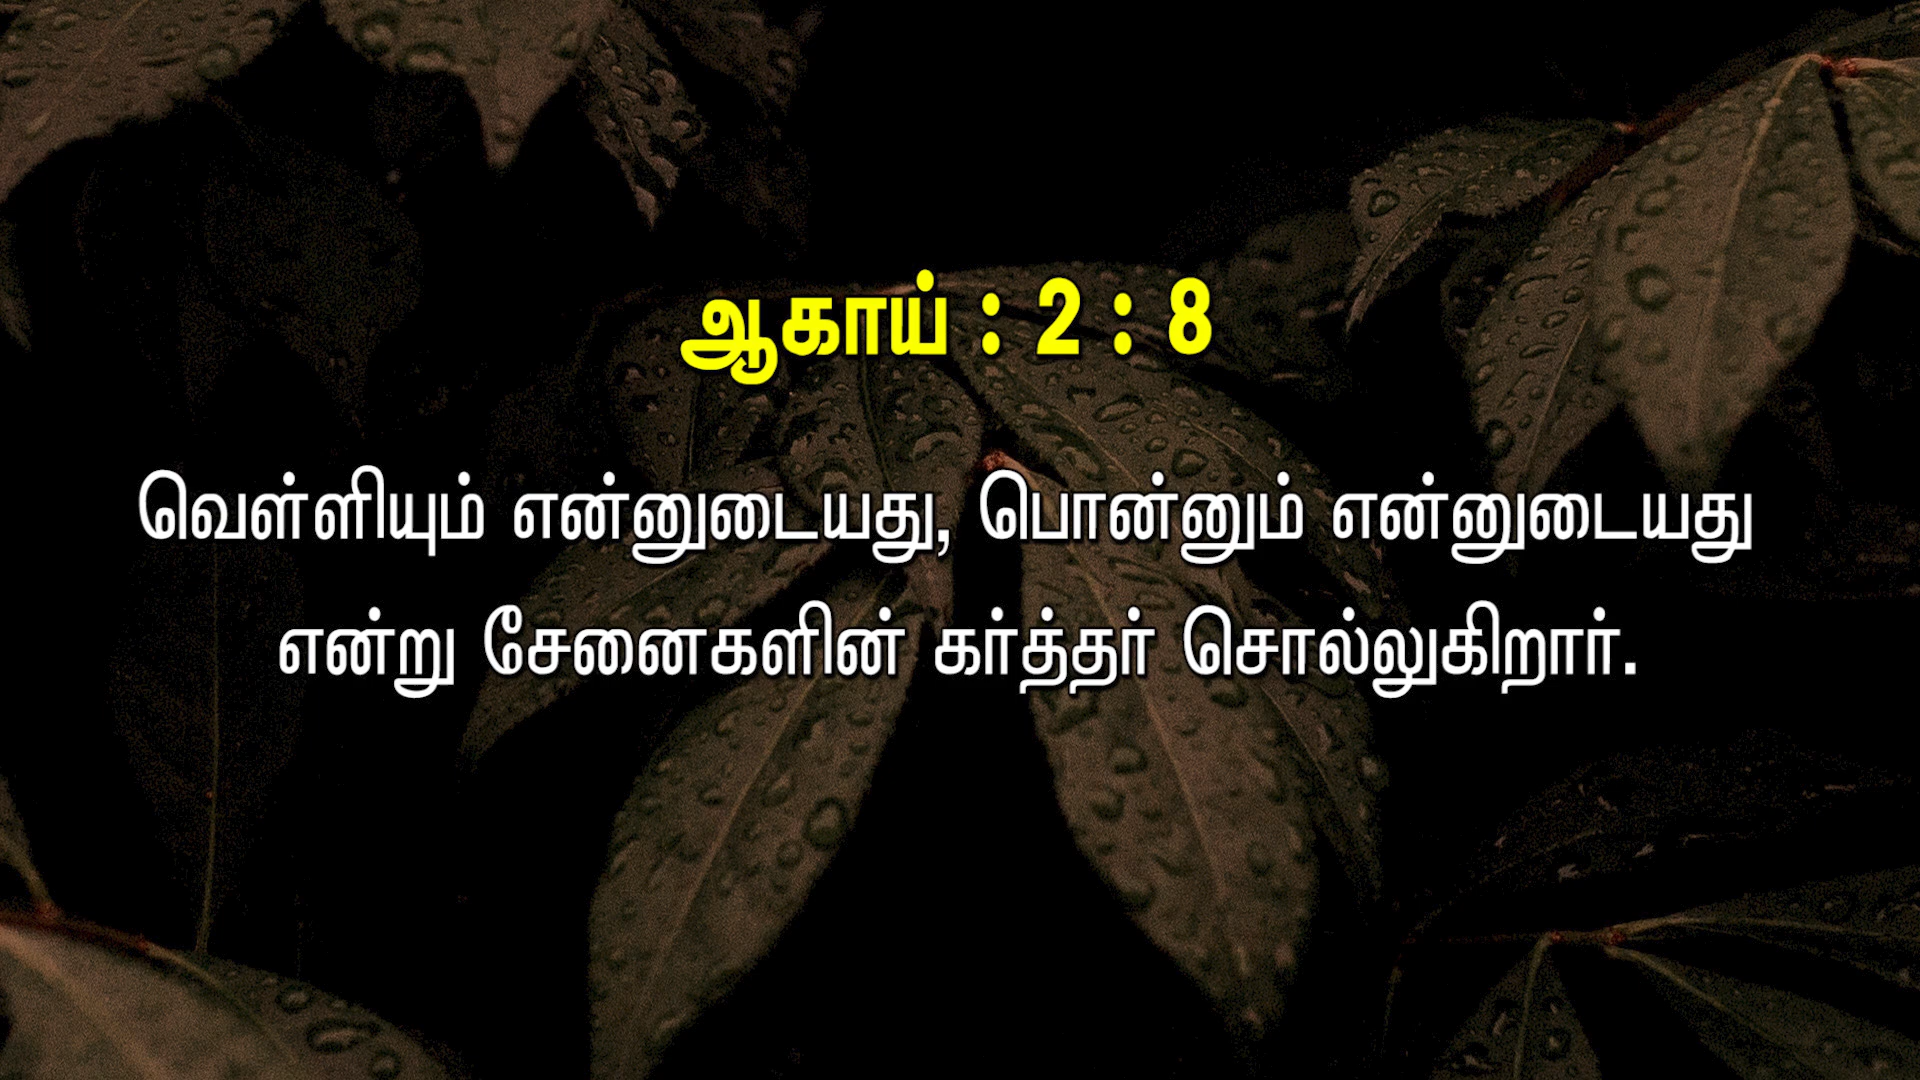 ஆகாய் : 2 : 8
வெள்ளியும் என்னுடையது, பொன்னும் என்னுடையது
என்று சேனைகளின் கர்த்தர் சொல்லுகிறார்.